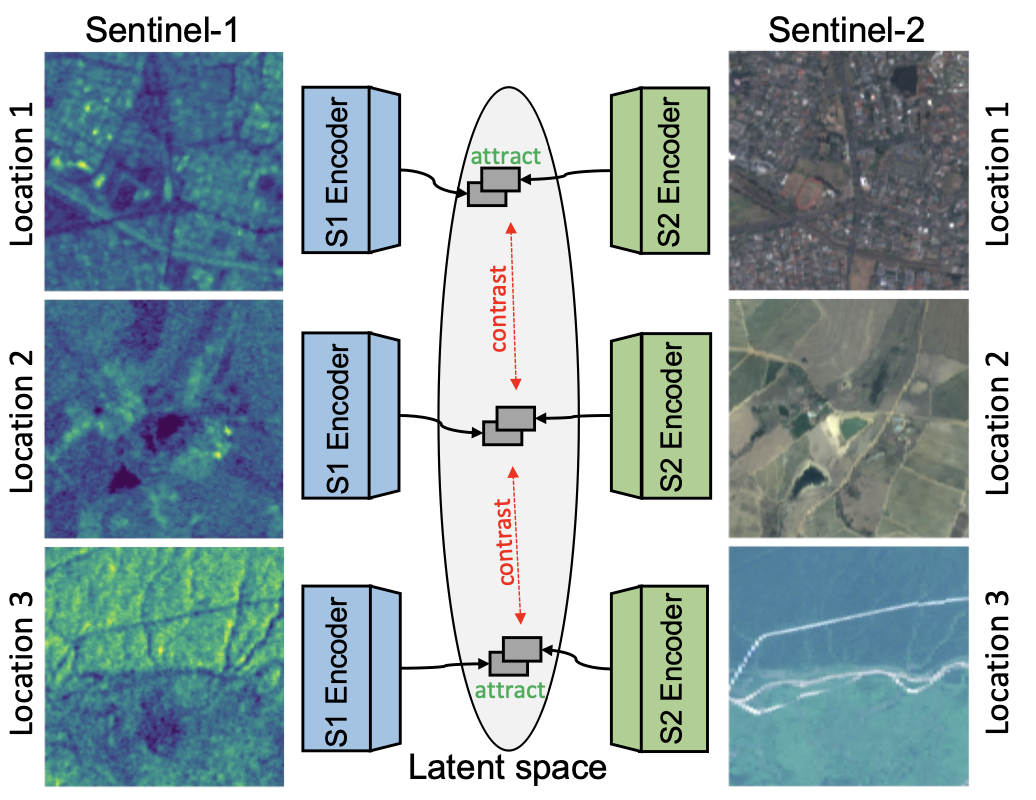 Sentinel-1
Sentinel-2
Location 1
S1 Encoder
attract
S2 Encoder
Location 1
contrast
Location 2
S1 Encoder
S2 Encoder
Location 2
contrast
Location 3
S1 Encoder
attract
S2 Encoder
Location 3
Latent space